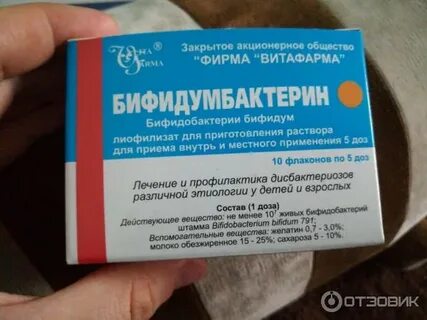 Закрытое акционерное общество
"ФИРМА "ВИТАФАРМА"
БИФИДУМБАКТЕРИН
Бифидобактерии бифидум
лиофилизат для приготовления раствора
для приема внутрь и местного применения 5 доз
10 флаконов по 5 доз
Лечение и профилактика дисбактериозов
различной этиологии у детей и взрослых
Состав (1 доза)
Действующее вещество: не менее 10⁷ живых бифидобактерий
штамма Bifidobacterium bifidum 791;
Вспомогательные вещества: желатин 0,7 - 3,0%;
молоко обезжиренное 15 - 25%; сахароза 5 - 10%.
ОТЗОВИК